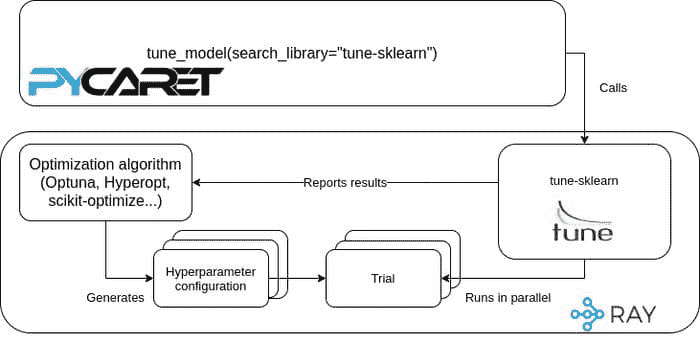 tune_model(search_library="tune-sklearn")
PYCARET
Calls
Optimization algorithm
(Optuna, Hyperopt,
scikit-optimize...)
Reports results
tune-sklearn
tune
Generates
Hyperparameter
configuration
Trial
Runs in parallel
RAY